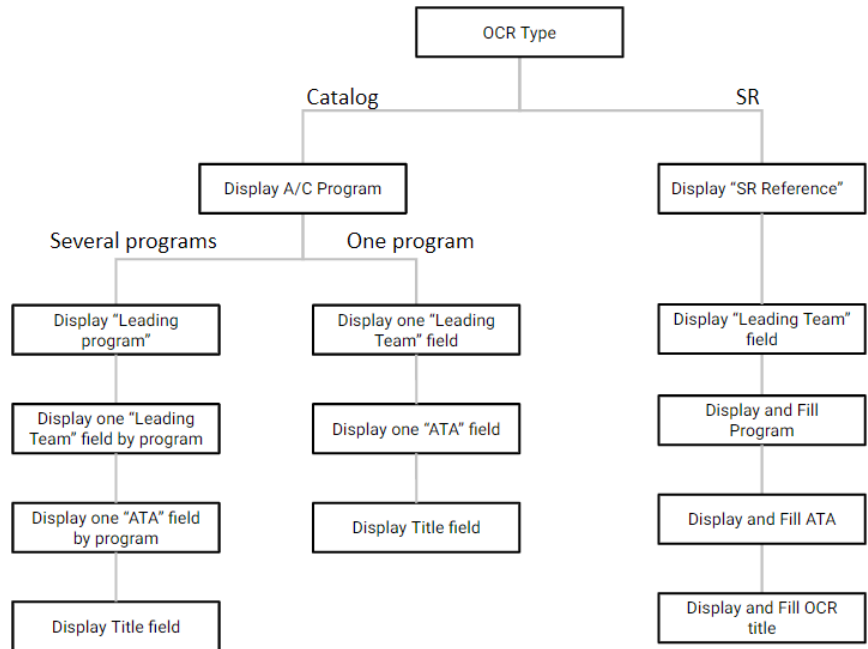 OCR Type
Catalog
SR
Display A/C Program
Display “SR Reference”
Several programs
One program
Display “Leading
program”
Display one “Leading
Team” field
Display “Leading Team”
field
Display one “Leading
Team” field by program
Display one “ATA” field
Display and Fill
Program
Display one “ATA” field
by program
Display Title field
Display and Fill ATA
Display Title field
Display and Fill OCR
title